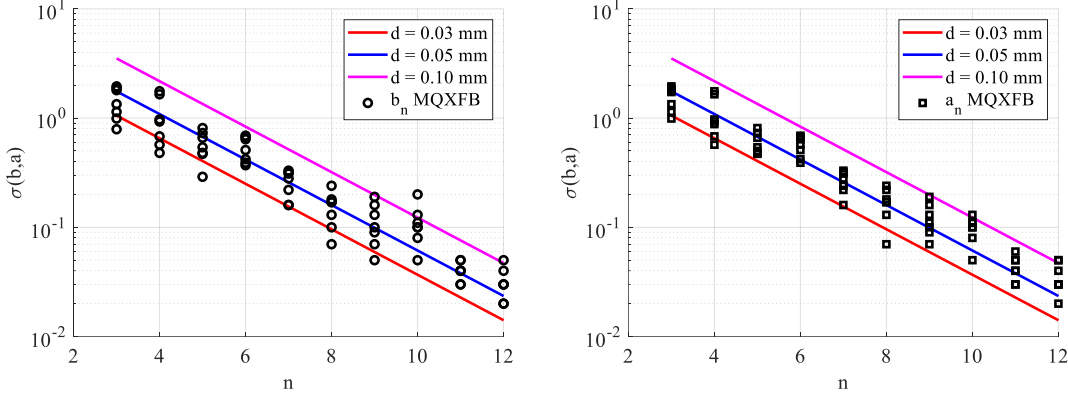 10^1
10^0
10^-1
10^-2
σ(b,a)
2
4
6
8
10
12
n
d = 0.03 mm
d = 0.05 mm
d = 0.10 mm
b_n MQXFB
10^1
10^0
10^-1
10^-2
σ(b,a)
2
4
6
8
10
12
n
d = 0.03 mm
d = 0.05 mm
d = 0.10 mm
a_n MQXFB